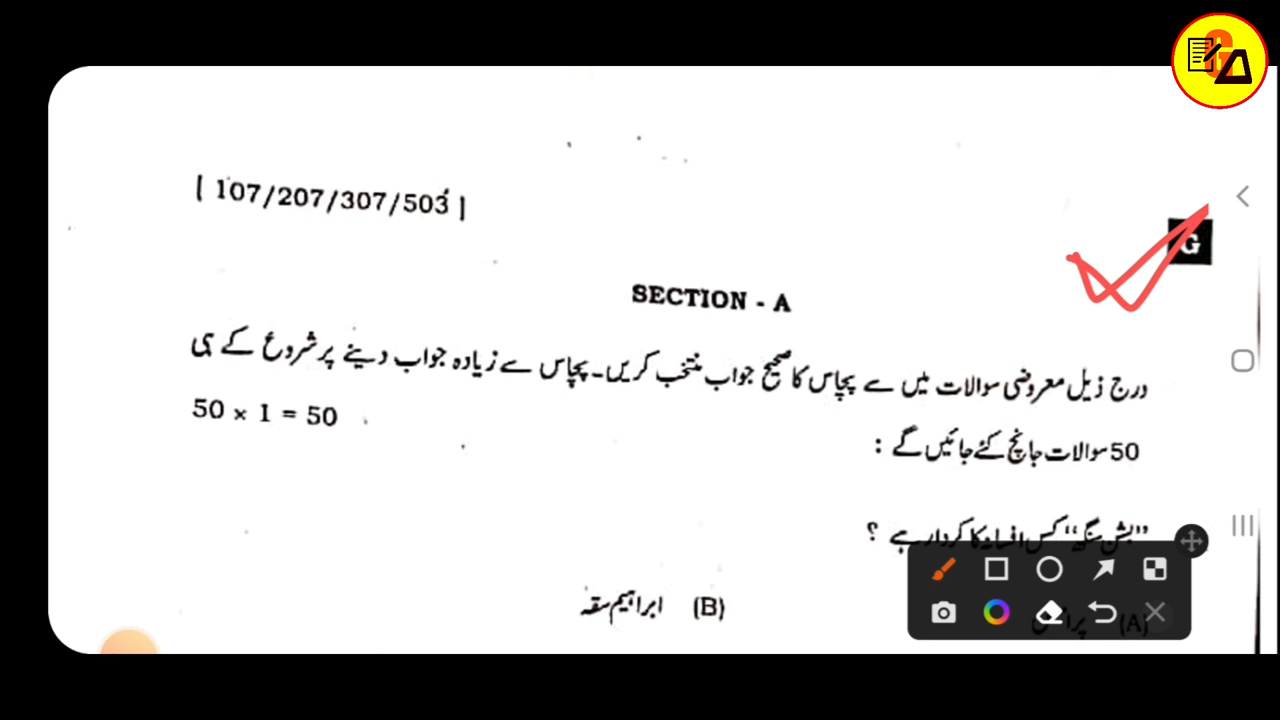 [ 107/207/307/503 ]
G
SECTION - A
درج ذیل معروضی سوالات میں سے پچاس کا صحیح جواب منتخب کریں۔ پچاس سے زیادہ جواب دینے پر شروع کے ہی
50 سوالات جانچ کئے جائیں گے :
50 × 1 = 50
’’بشن سنگھ‘‘ کس افسانہ کا کردار ہے ؟
(A)
(B) ابراہیم سقہ